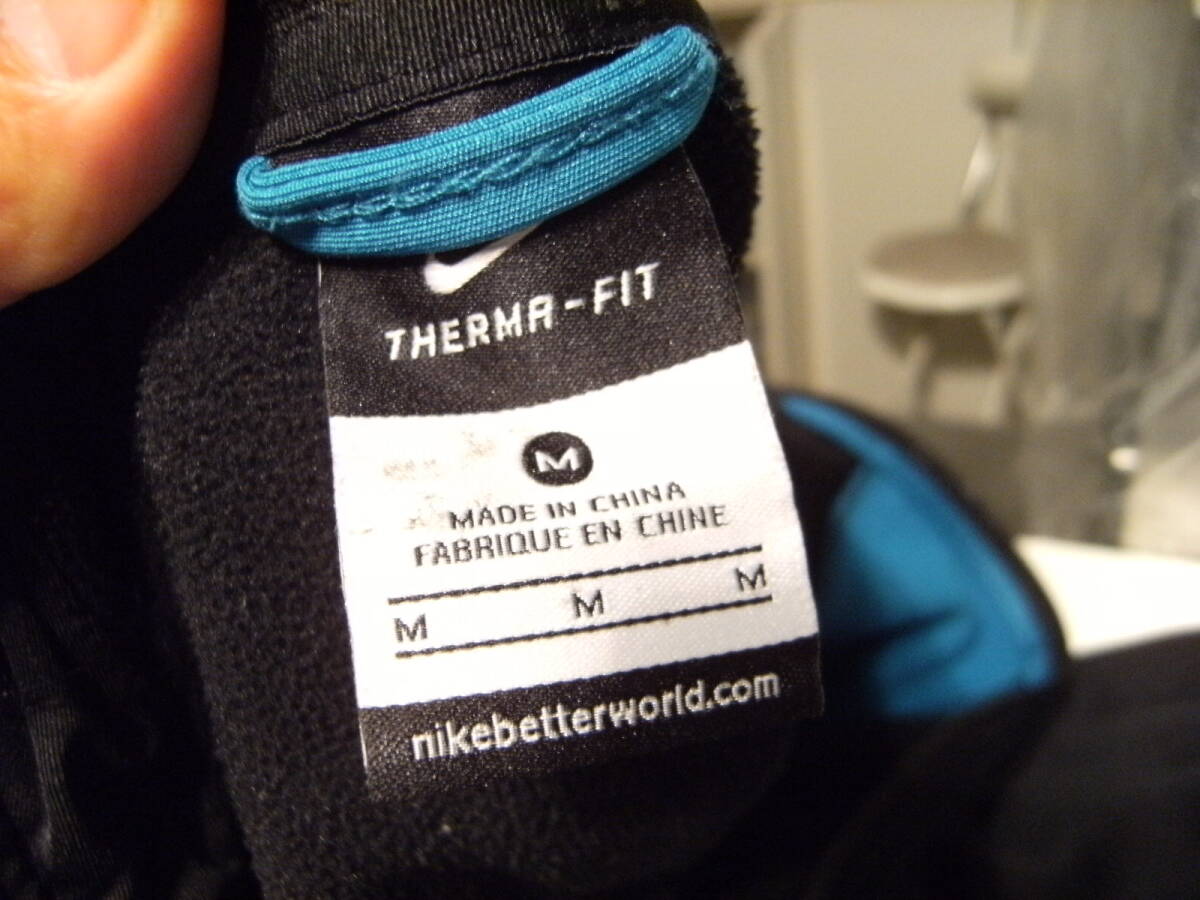 THERMA-FIT
M
MADE IN CHINA
FABRIQUE EN CHINE
M M M
nikebetterworld.com